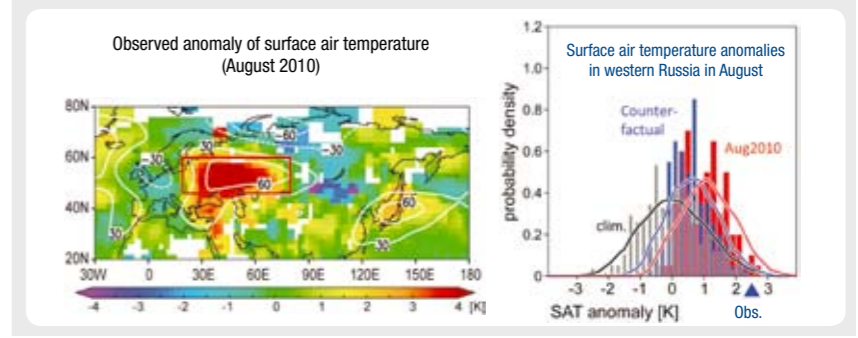 Observed anomaly of surface air temperature
(August 2010)
80N
60N
40N
20N
30W 0 30E 60E 90E 120E 150E 180
-30
30
-60
-30
60
30
-30
60
-4 -3 -2 -1 0 1 2 3 4 [K]
Surface air temperature anomalies
in western Russia in August
probability density
1.2
1.0
0.8
0.6
0.4
0.2
0
Counter-
factual
Aug2010
clim.
-3 -2 -1 0 1 2 3
SAT anomaly [K]
Obs.